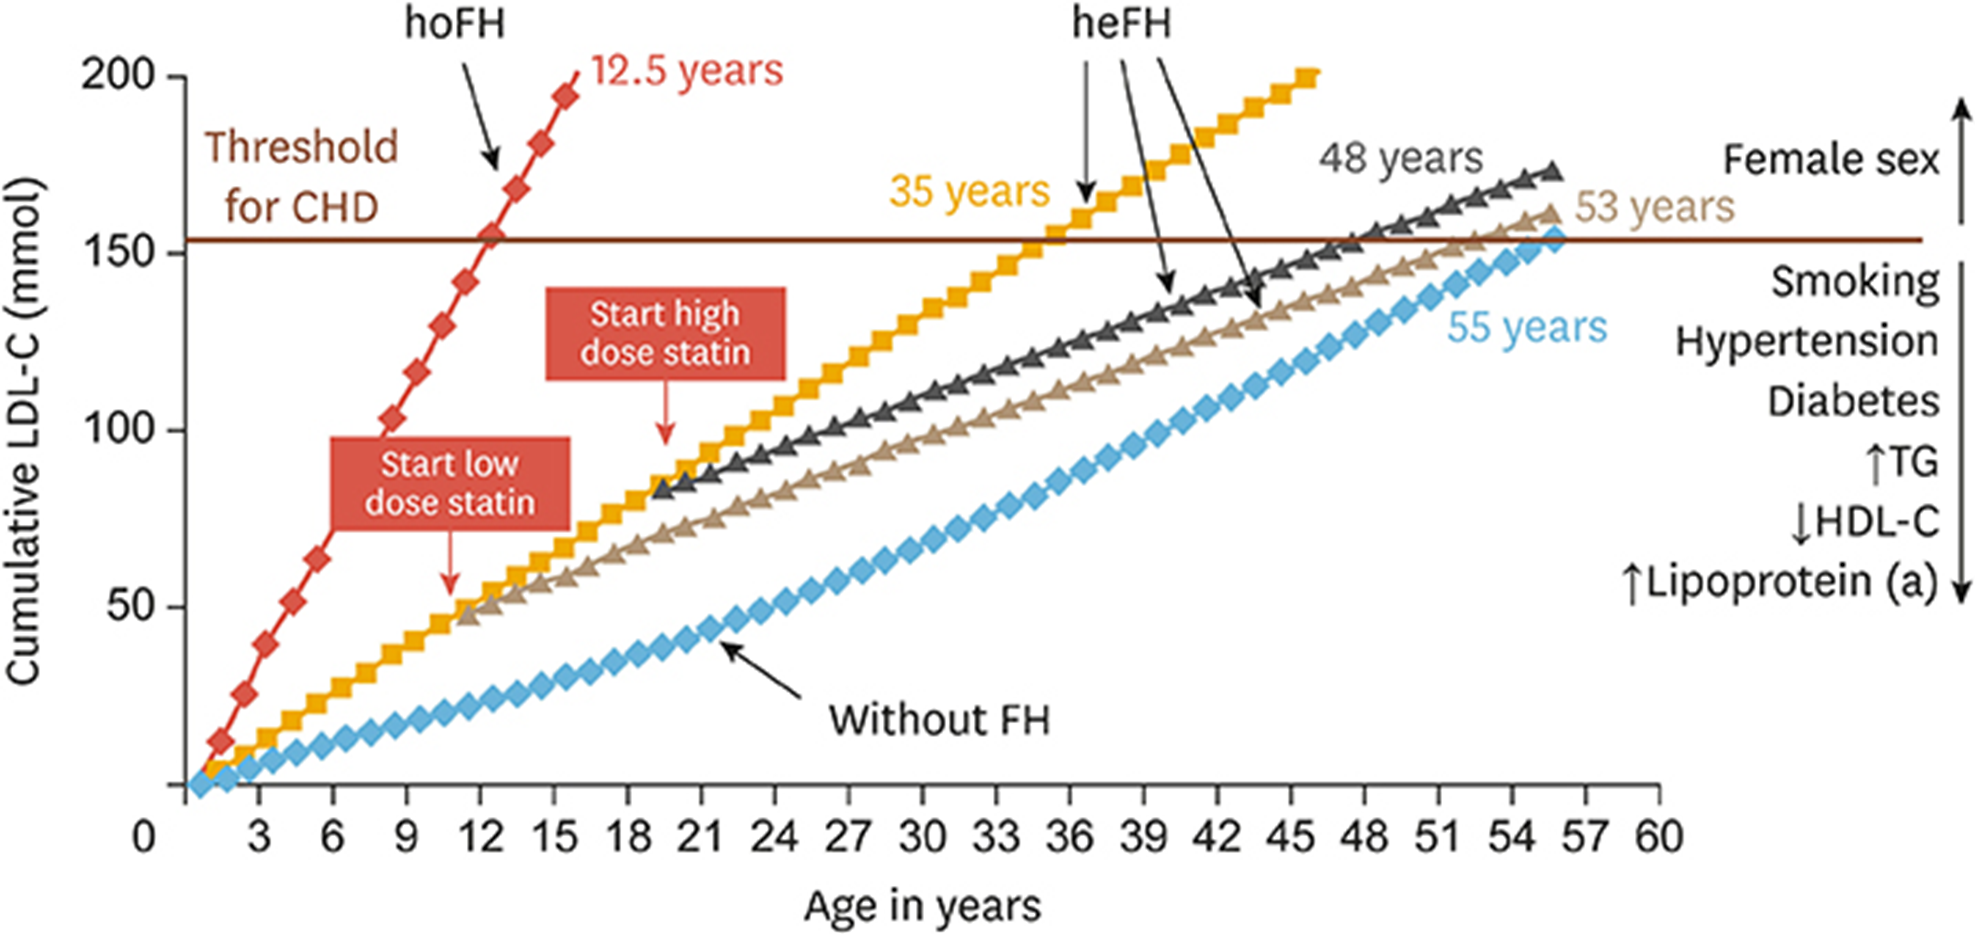 hoFH
heFH
200
12.5 years
Threshold
for CHD
35 years
48 years
53 years
Female sex
150
Smoking
Hypertension
Diabetes
↑TG
↓HDL-C
↑Lipoprotein (a)
55 years
Start high
dose statin
100
Start low
dose statin
50
Without FH
Cumulative LDL-C (mmol)
0 3 6 9 12 15 18 21 24 27 30 33 36 39 42 45 48 51 54 57 60
Age in years